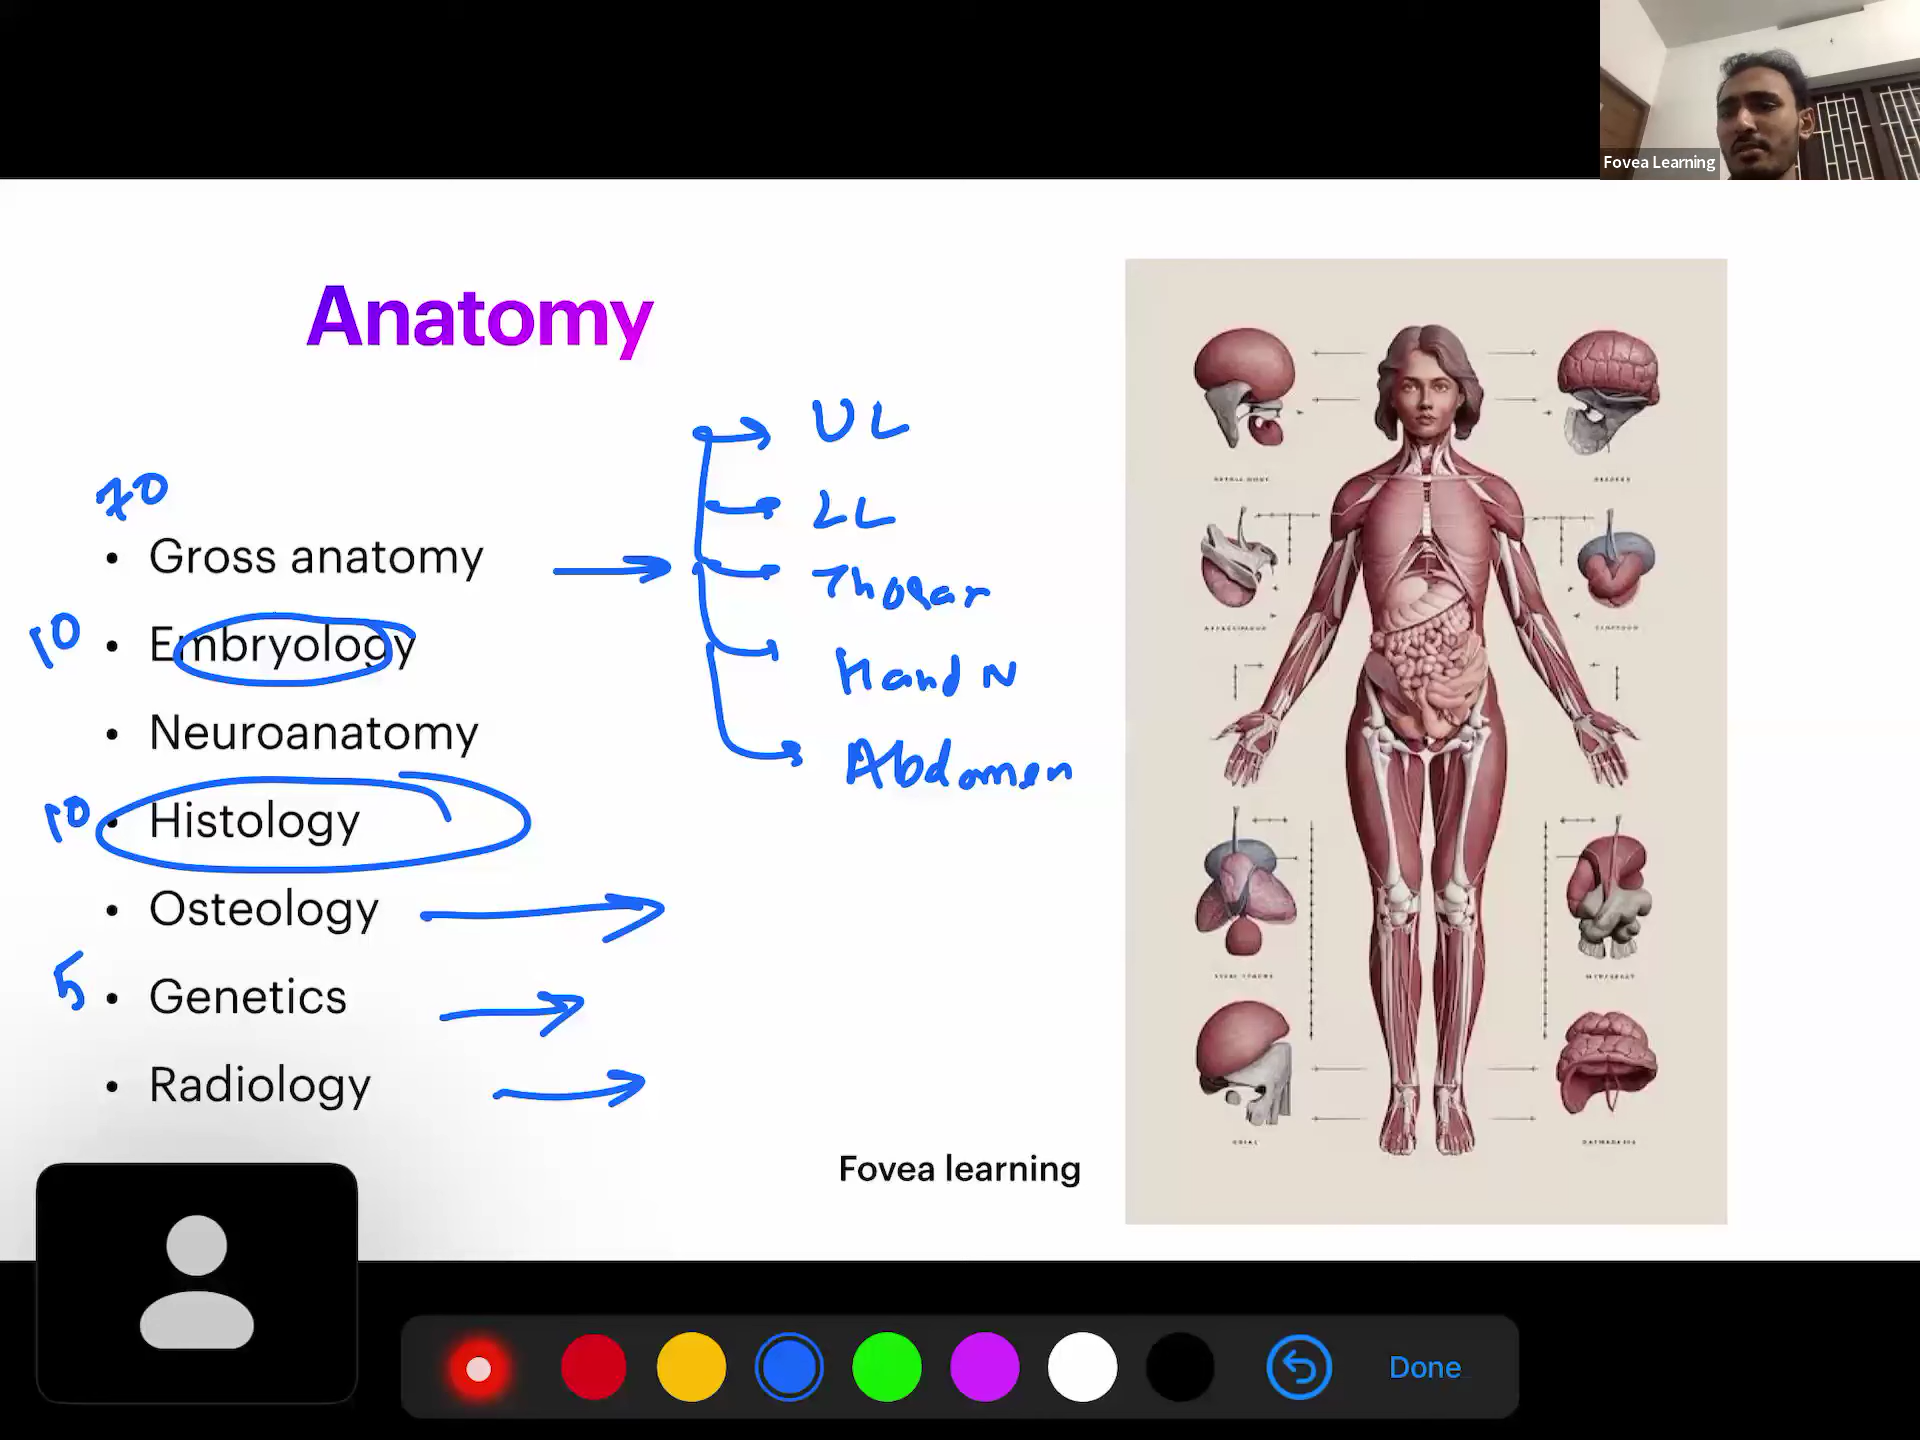 Fovea Learning
Anatomy
70
• Gross anatomy
10 • Embryology
• Neuroanatomy
10 • Histology
• Osteology
5 • Genetics
• Radiology
UL
LL
Thorax
H and N
Abdomen
Fovea learning
Done